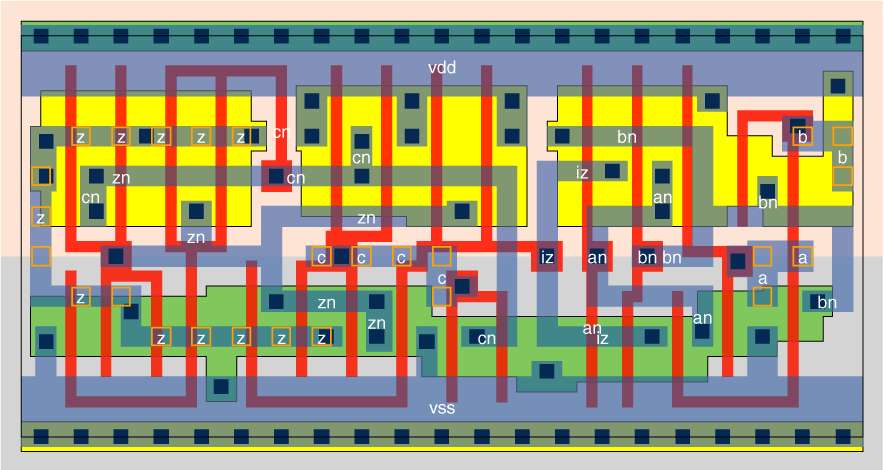 vdd
z z z z z cn bn b
cn iz b
zn cn cn
cn an bn
z zn
zn
c c c iz an bn bn a
z c a
zn bn
zn an an
z z z z z cn iz
vss